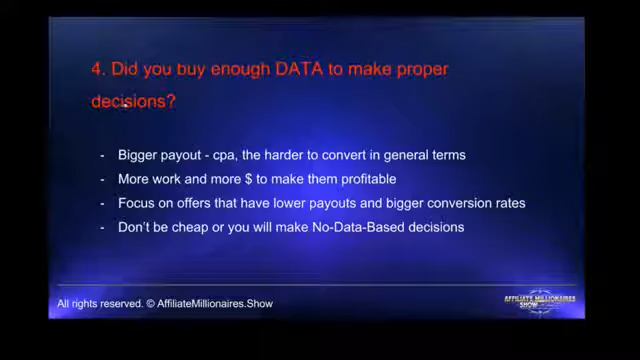 4. Did you buy enough DATA to make proper
decisions?
- Bigger payout - cpa, the harder to convert in general terms
- More work and more $ to make them profitable
- Focus on offers that have lower payouts and bigger conversion rates
- Don't be cheap or you will make No-Data-Based decisions
All rights reserved. © AffiliateMillionaires.Show
AFFILIATE MILLIONAIRES
SHOW